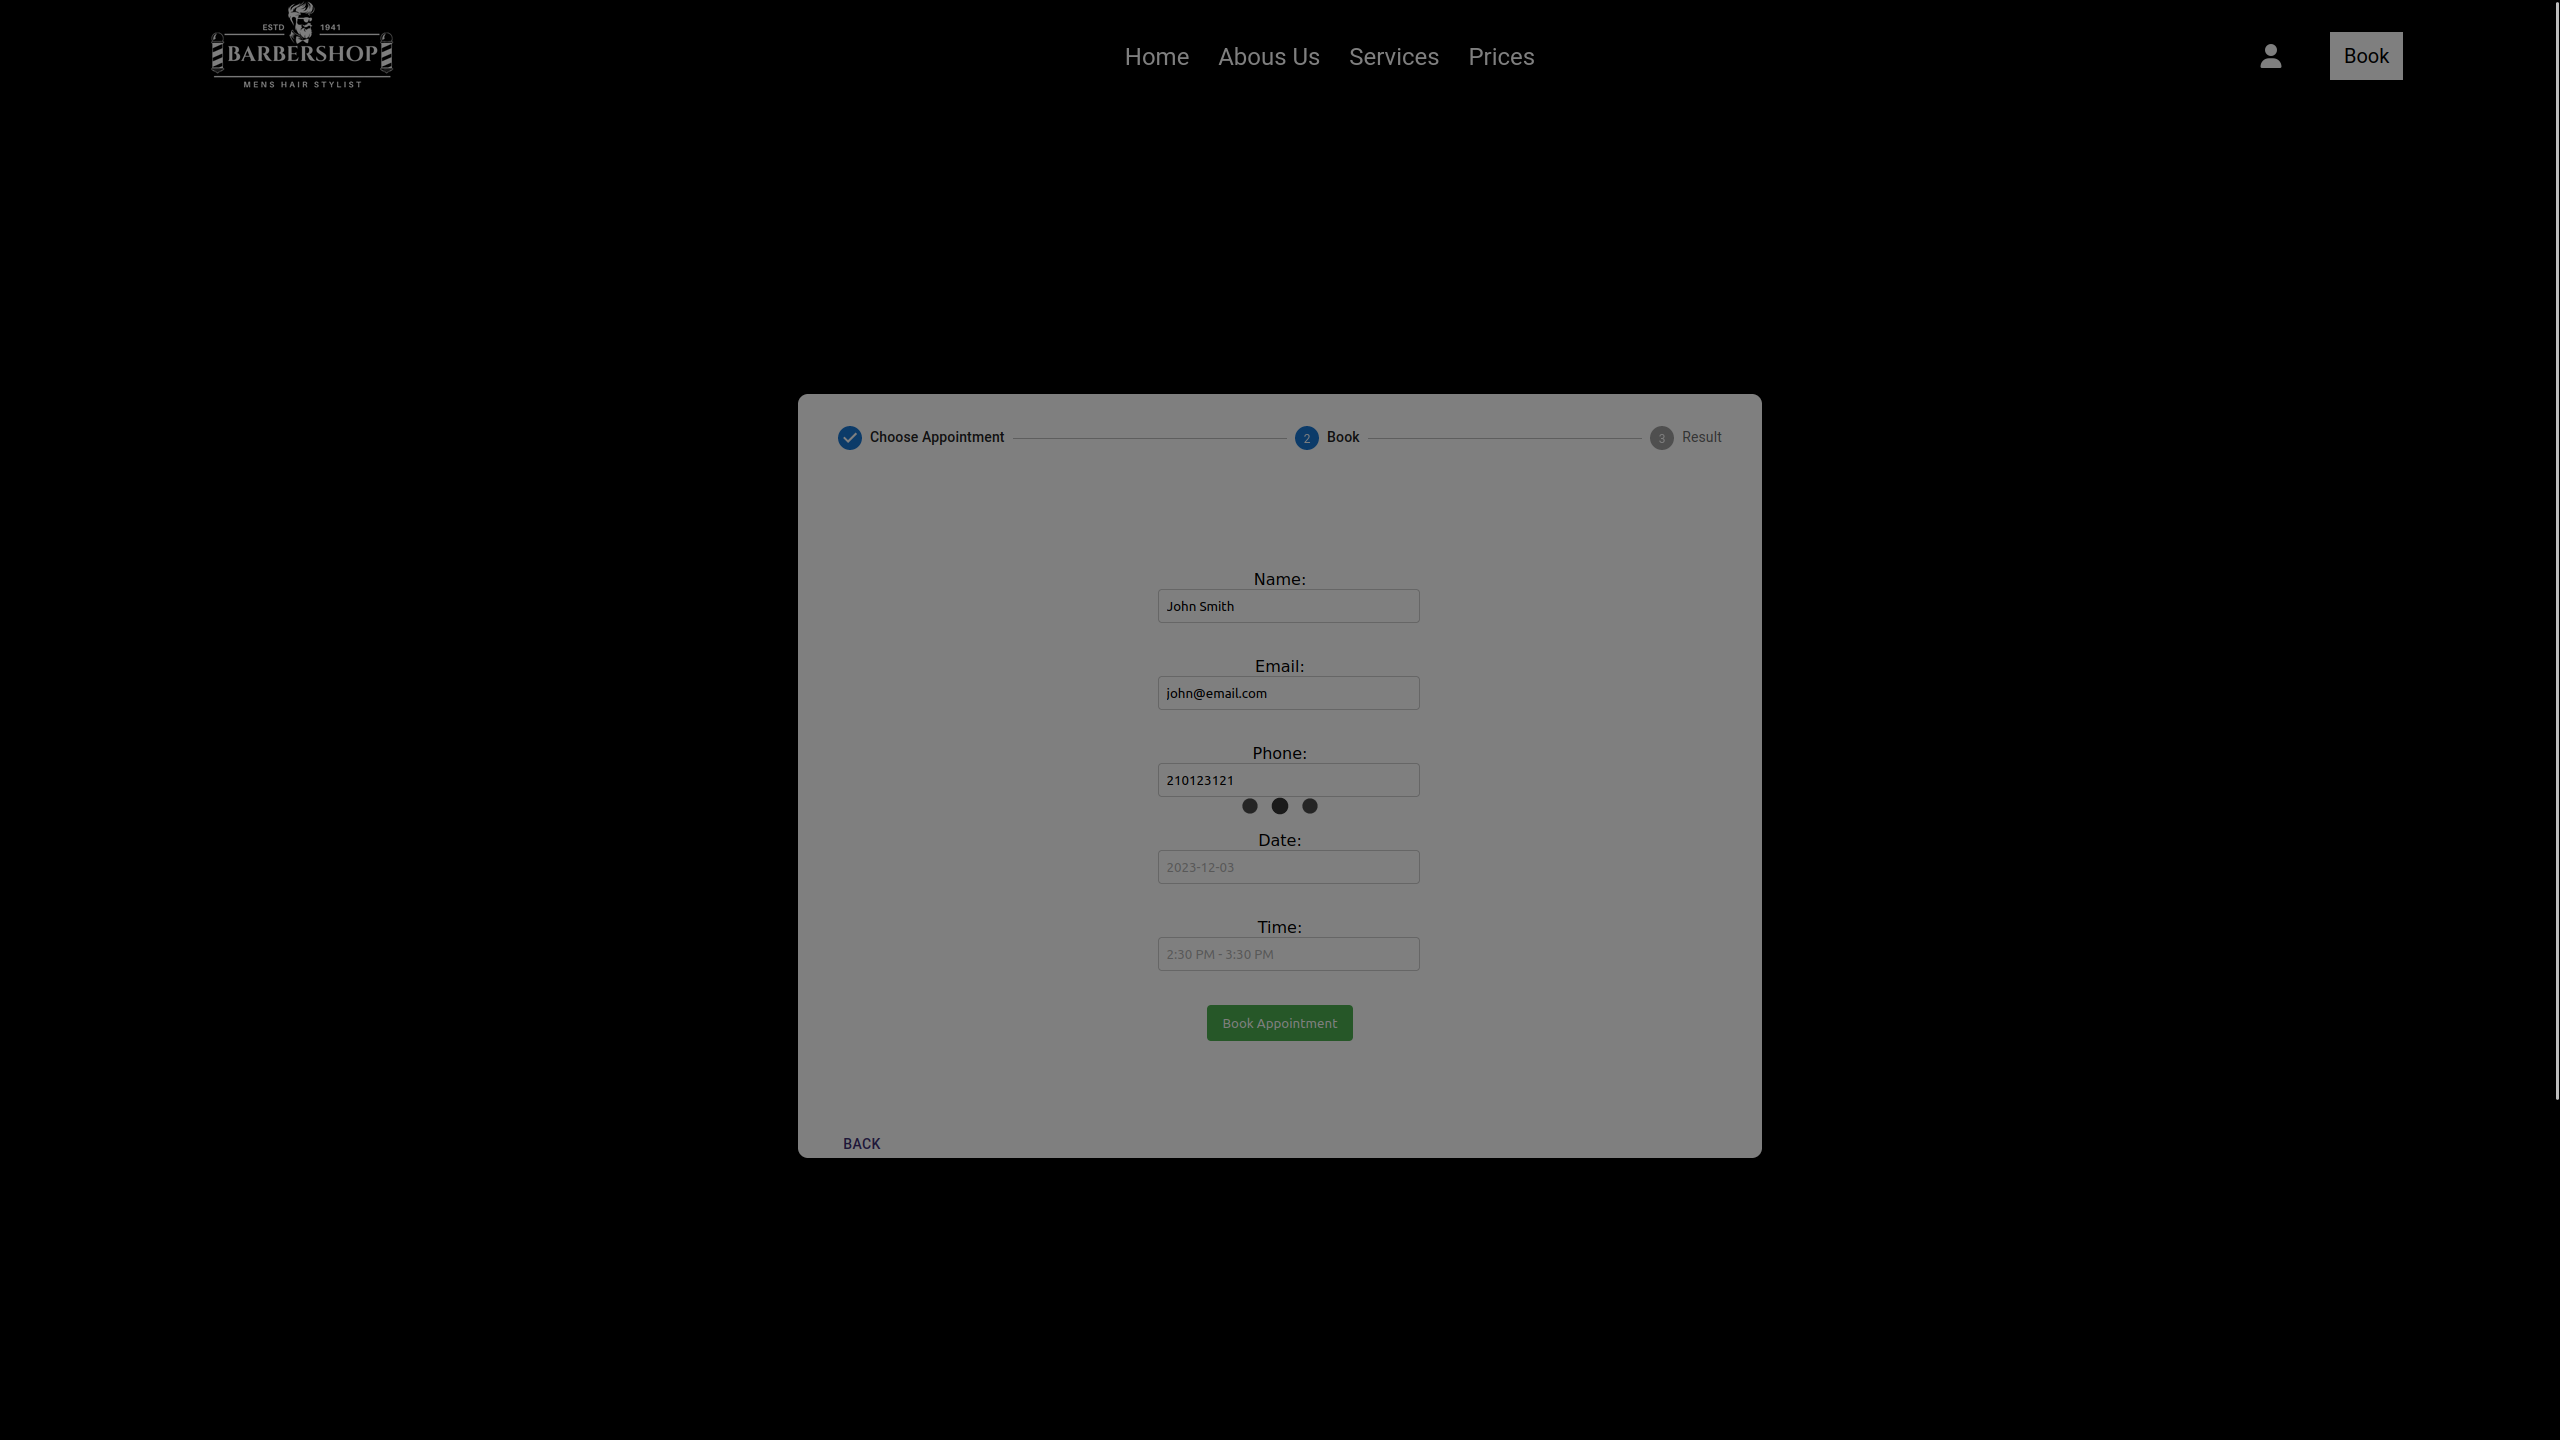 ESTD 1941
BARBERSHOP
MENS HAIR STYLIST
Home Abous Us Services Prices
Book
Choose Appointment
2 Book
3 Result
Name:
John Smith
Email:
john@email.com
Phone:
210123121
Date:
2023-12-03
Time:
2:30 PM - 3:30 PM
Book Appointment
BACK